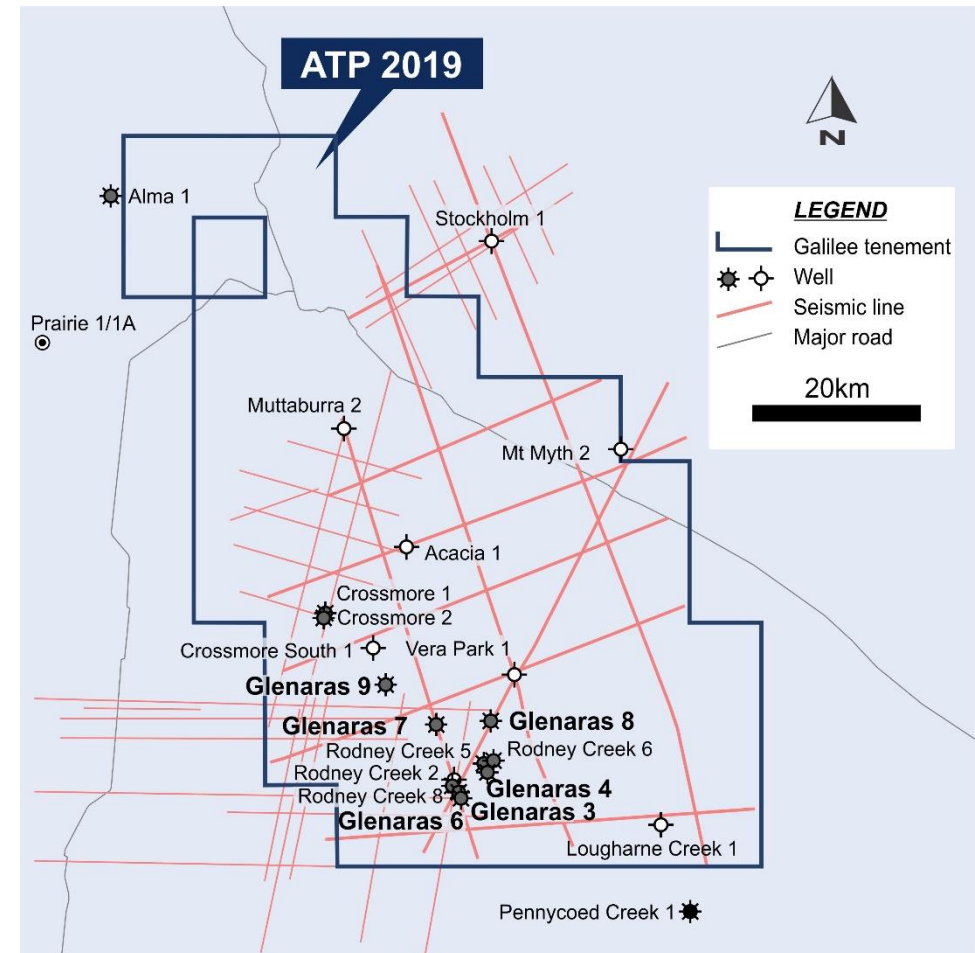 ATP 2019
N
Alma 1
Stockholm 1
LEGEND
Galilee tenement
Well
Seismic line
Major road
20km
Prairie 1/1A
Muttaburra 2
Mt Myth 2
Acacia 1
Crossmore 1
Crossmore 2
Crossmore South 1
Vera Park 1
Glenaras 9
Glenaras 7
Glenaras 8
Rodney Creek 5
Rodney Creek 6
Rodney Creek 2
Glenaras 4
Rodney Creek 8
Glenaras 3
Glenaras 6
Lougharne Creek 1
Pennycoed Creek 1